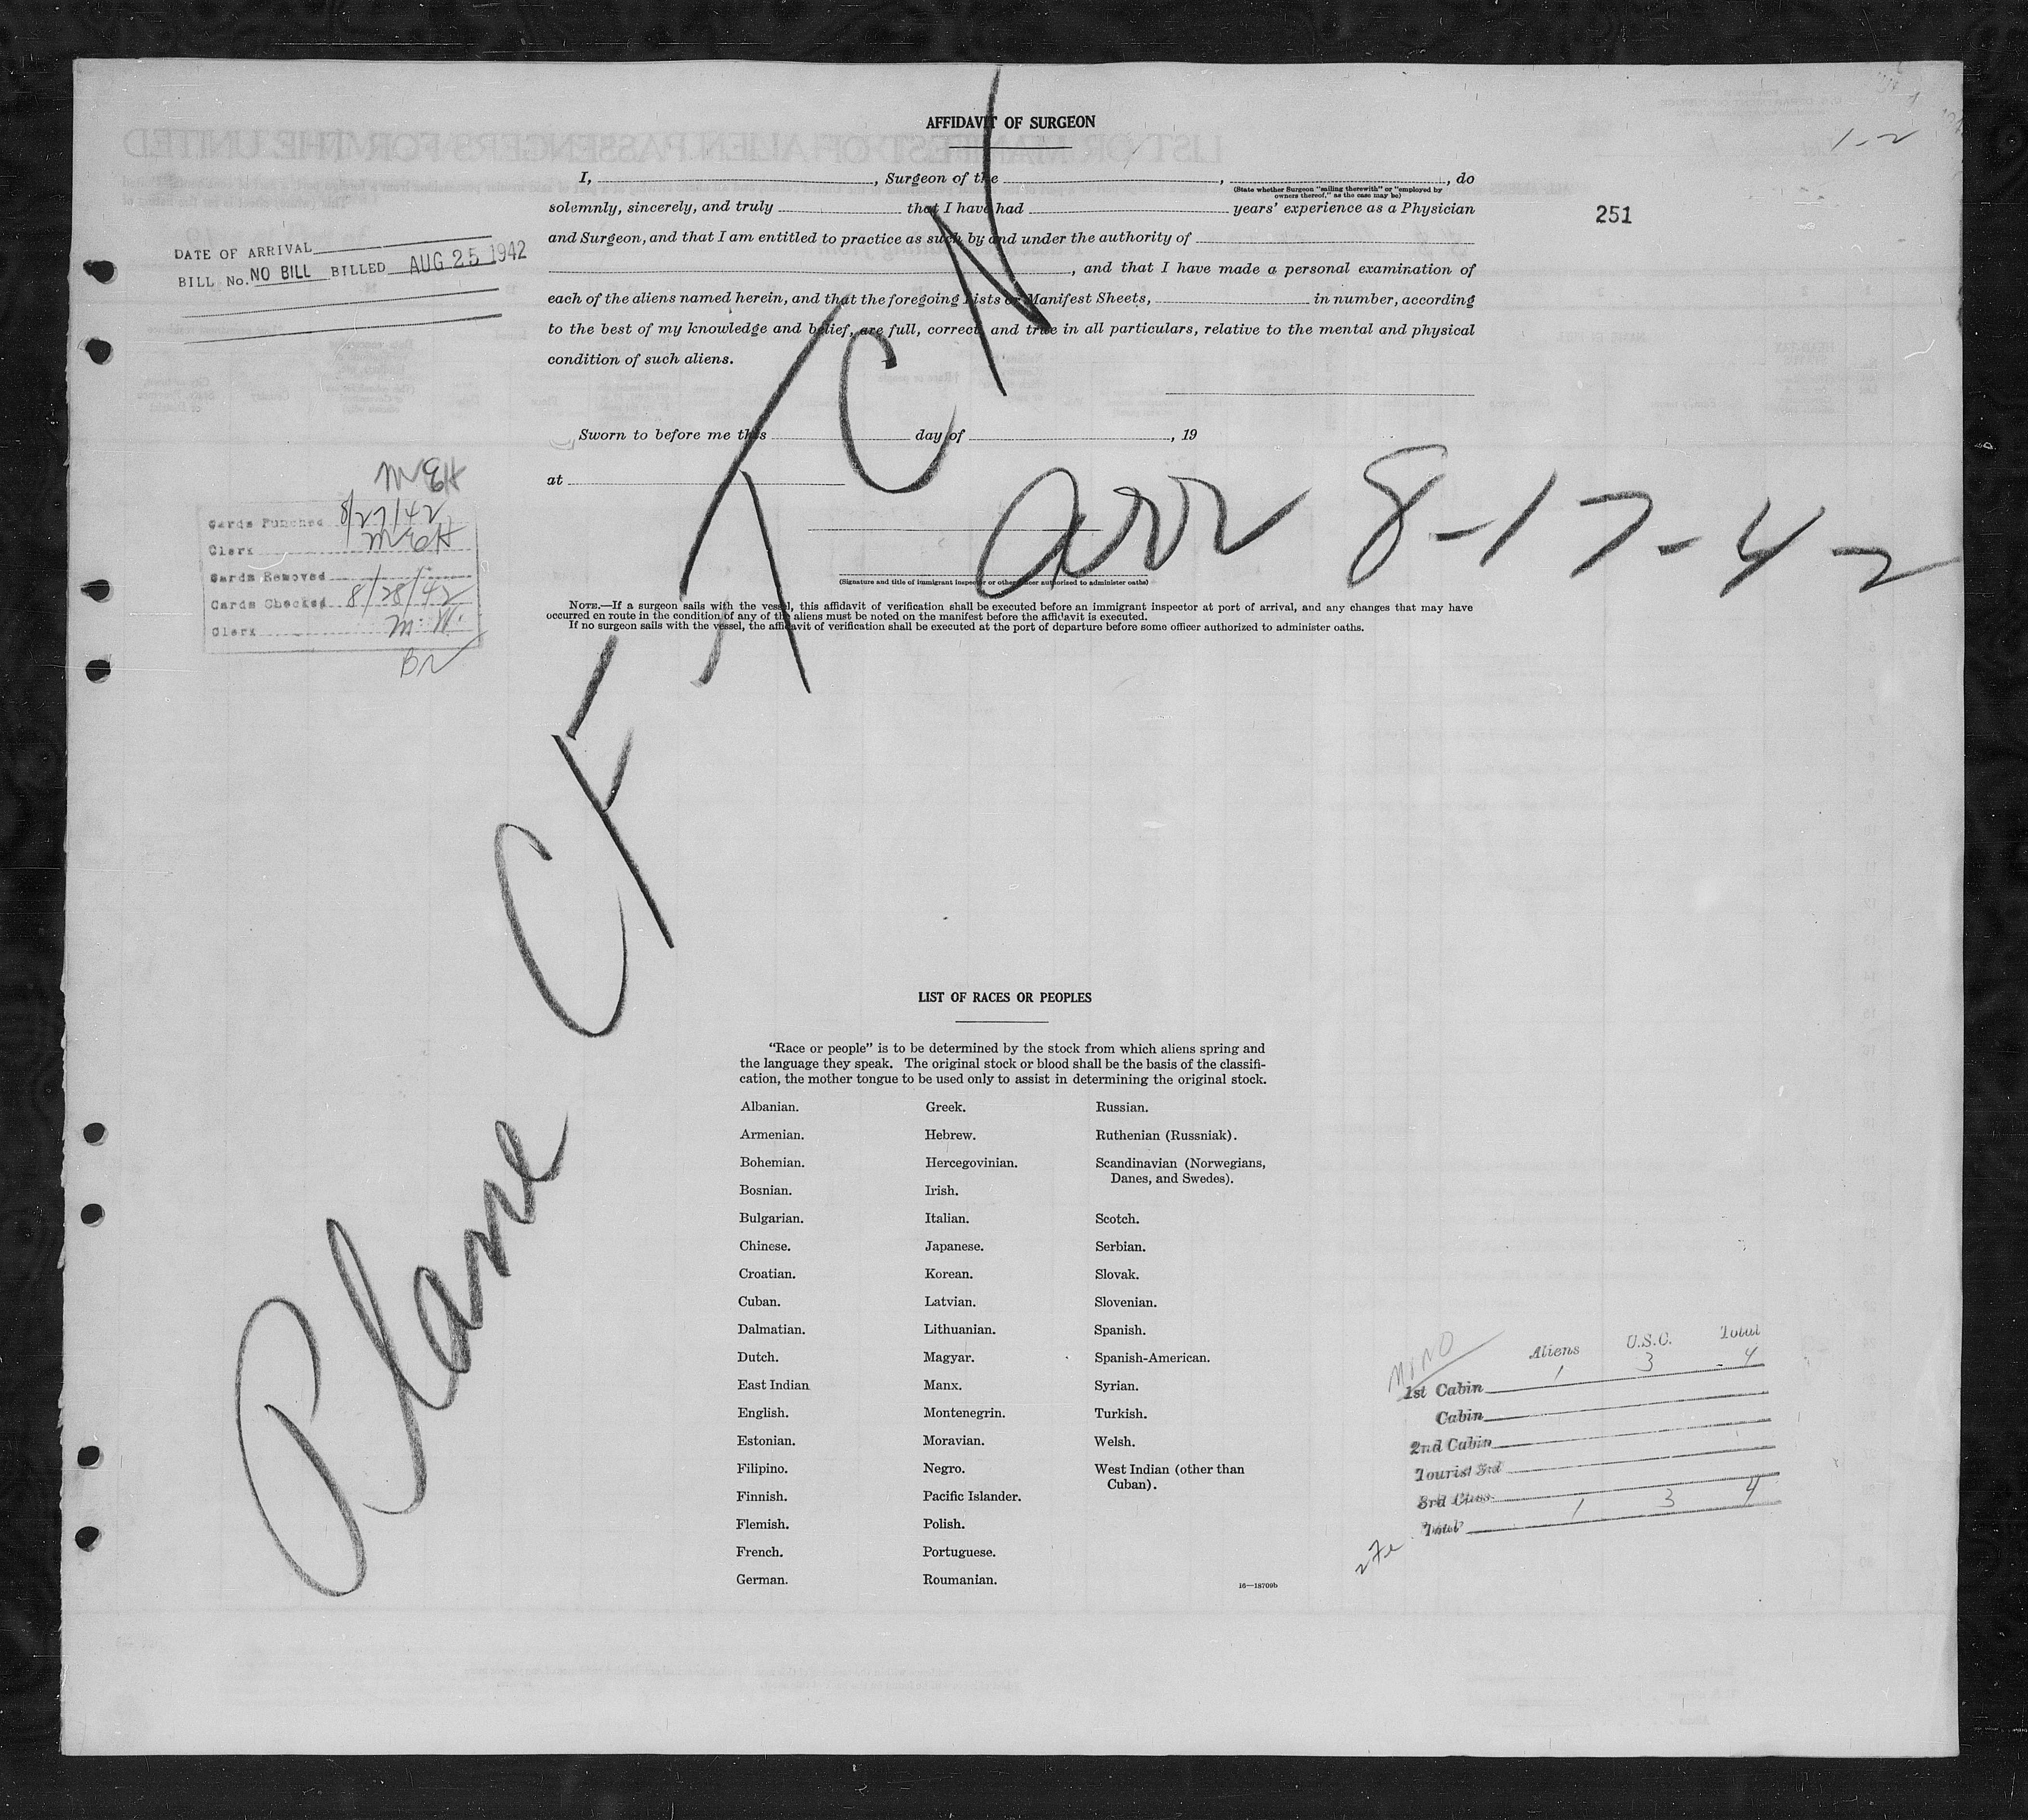 AFFIDAVIT OF SURGEON
1-2
I, , Surgeon of the , , do
(State whether Surgeon "sailing therewith" or "employed by owners thereof," as the case may be)
solemnly, sincerely, and truly that I have had years' experience as a Physician
251
and Surgeon, and that I am entitled to practice as such by and under the authority of
, and that I have made a personal examination of
each of the aliens named herein, and that the foregoing Lists or Manifest Sheets, in number, according
to the best of my knowledge and belief, are full, correct, and true in all particulars, relative to the mental and physical
condition of such aliens.
DATE OF ARRIVAL
BILL No. NO BILL BILLED AUG 25 1942
Sworn to before me this day of , 19
at
(Signature and title of immigrant inspector or other officer authorized to administer oaths)
NOTE.—If a surgeon sails with the vessel, this affidavit of verification shall be executed before an immigrant inspector at port of arrival, and any changes that may have
occurred en route in the condition of any of the aliens must be noted on the manifest before the affidavit is executed.
If no surgeon sails with the vessel, the affidavit of verification shall be executed at the port of departure before some officer authorized to administer oaths.
Plane CF TCN
arr 8-17-42
McH
Cards Punched 8/27/42
Clerk McH
Cards Removed
Cards Checked 8/28/42
Clerk M.W.
LIST OF RACES OR PEOPLES
"Race or people" is to be determined by the stock from which aliens spring and
the language they speak. The original stock or blood shall be the basis of the classifi-
cation, the mother tongue to be used only to assist in determining the original stock.
Albanian.
Armenian.
Bohemian.
Bosnian.
Bulgarian.
Chinese.
Croatian.
Cuban.
Dalmatian.
Dutch.
East Indian
English.
Estonian.
Filipino.
Finnish.
Flemish.
French.
German.
Greek.
Hebrew.
Hercegovinian.
Irish.
Italian.
Japanese.
Korean.
Latvian.
Lithuanian.
Magyar.
Manx.
Montenegrin.
Moravian.
Negro.
Pacific Islander.
Polish.
Portuguese.
Roumanian.
Russian.
Ruthenian (Russniak).
Scandinavian (Norwegians,
Danes, and Swedes).
Scotch.
Serbian.
Slovak.
Slovenian.
Spanish.
Spanish-American.
Syrian.
Turkish.
Welsh.
West Indian (other than
Cuban).
16—18709b
Aliens U.S.C. Total
1st Cabin 1 3 4
Cabin
2nd Cabin
Tourist 3rd
3rd Class
Total 1 3 4